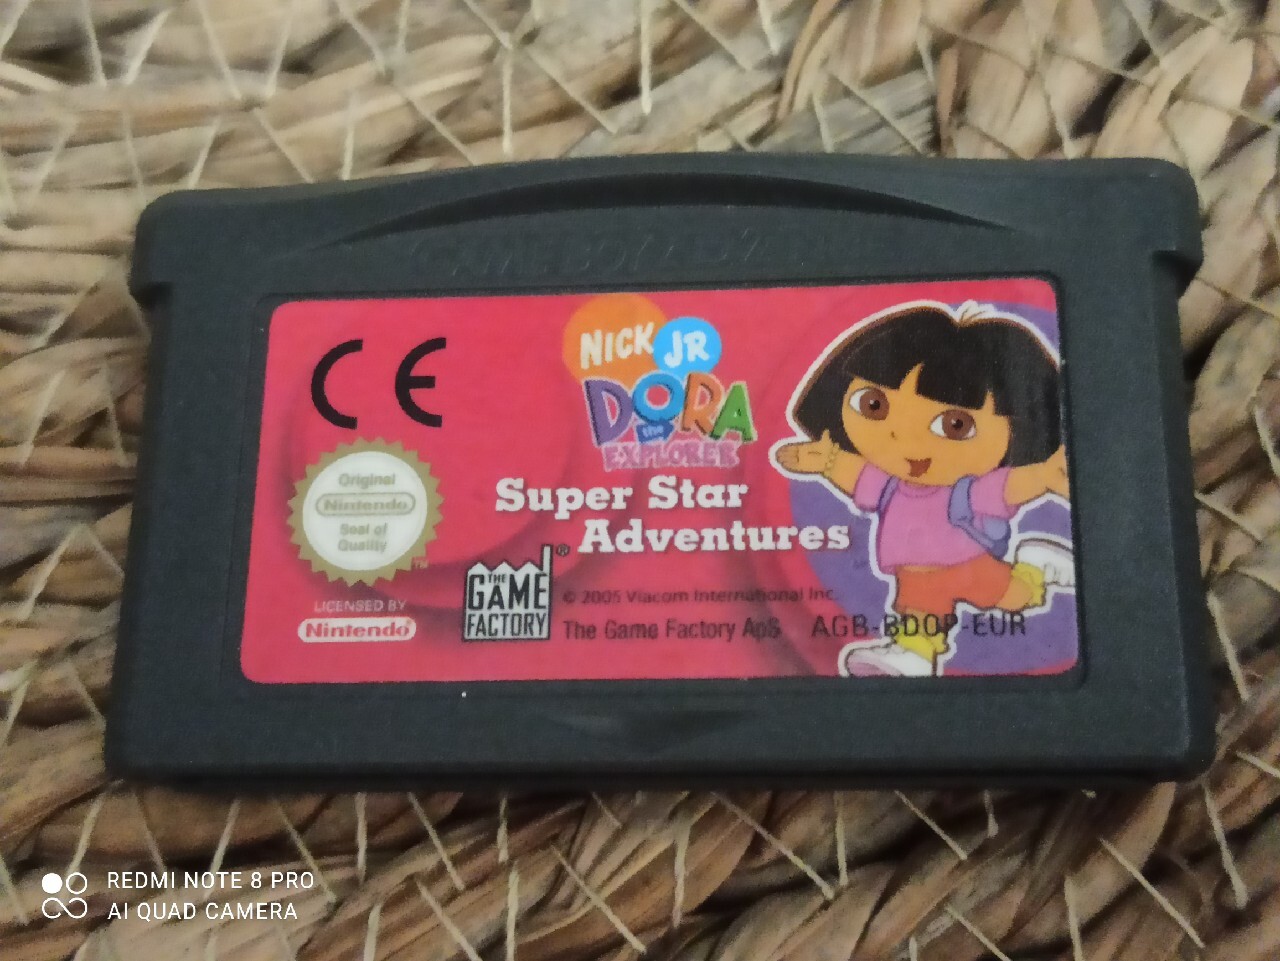 GAME BOY ADVANCE
CE
NICK JR
DORA
the
EXPLORER
Super Star
Adventures
Original
Nintendo
Seal of
Quality
TM
LICENSED BY
Nintendo
THE
GAME
FACTORY
®
© 2005 Viacom International Inc.
The Game Factory ApS AGB-BDOP-EUR
REDMI NOTE 8 PRO
AI QUAD CAMERA